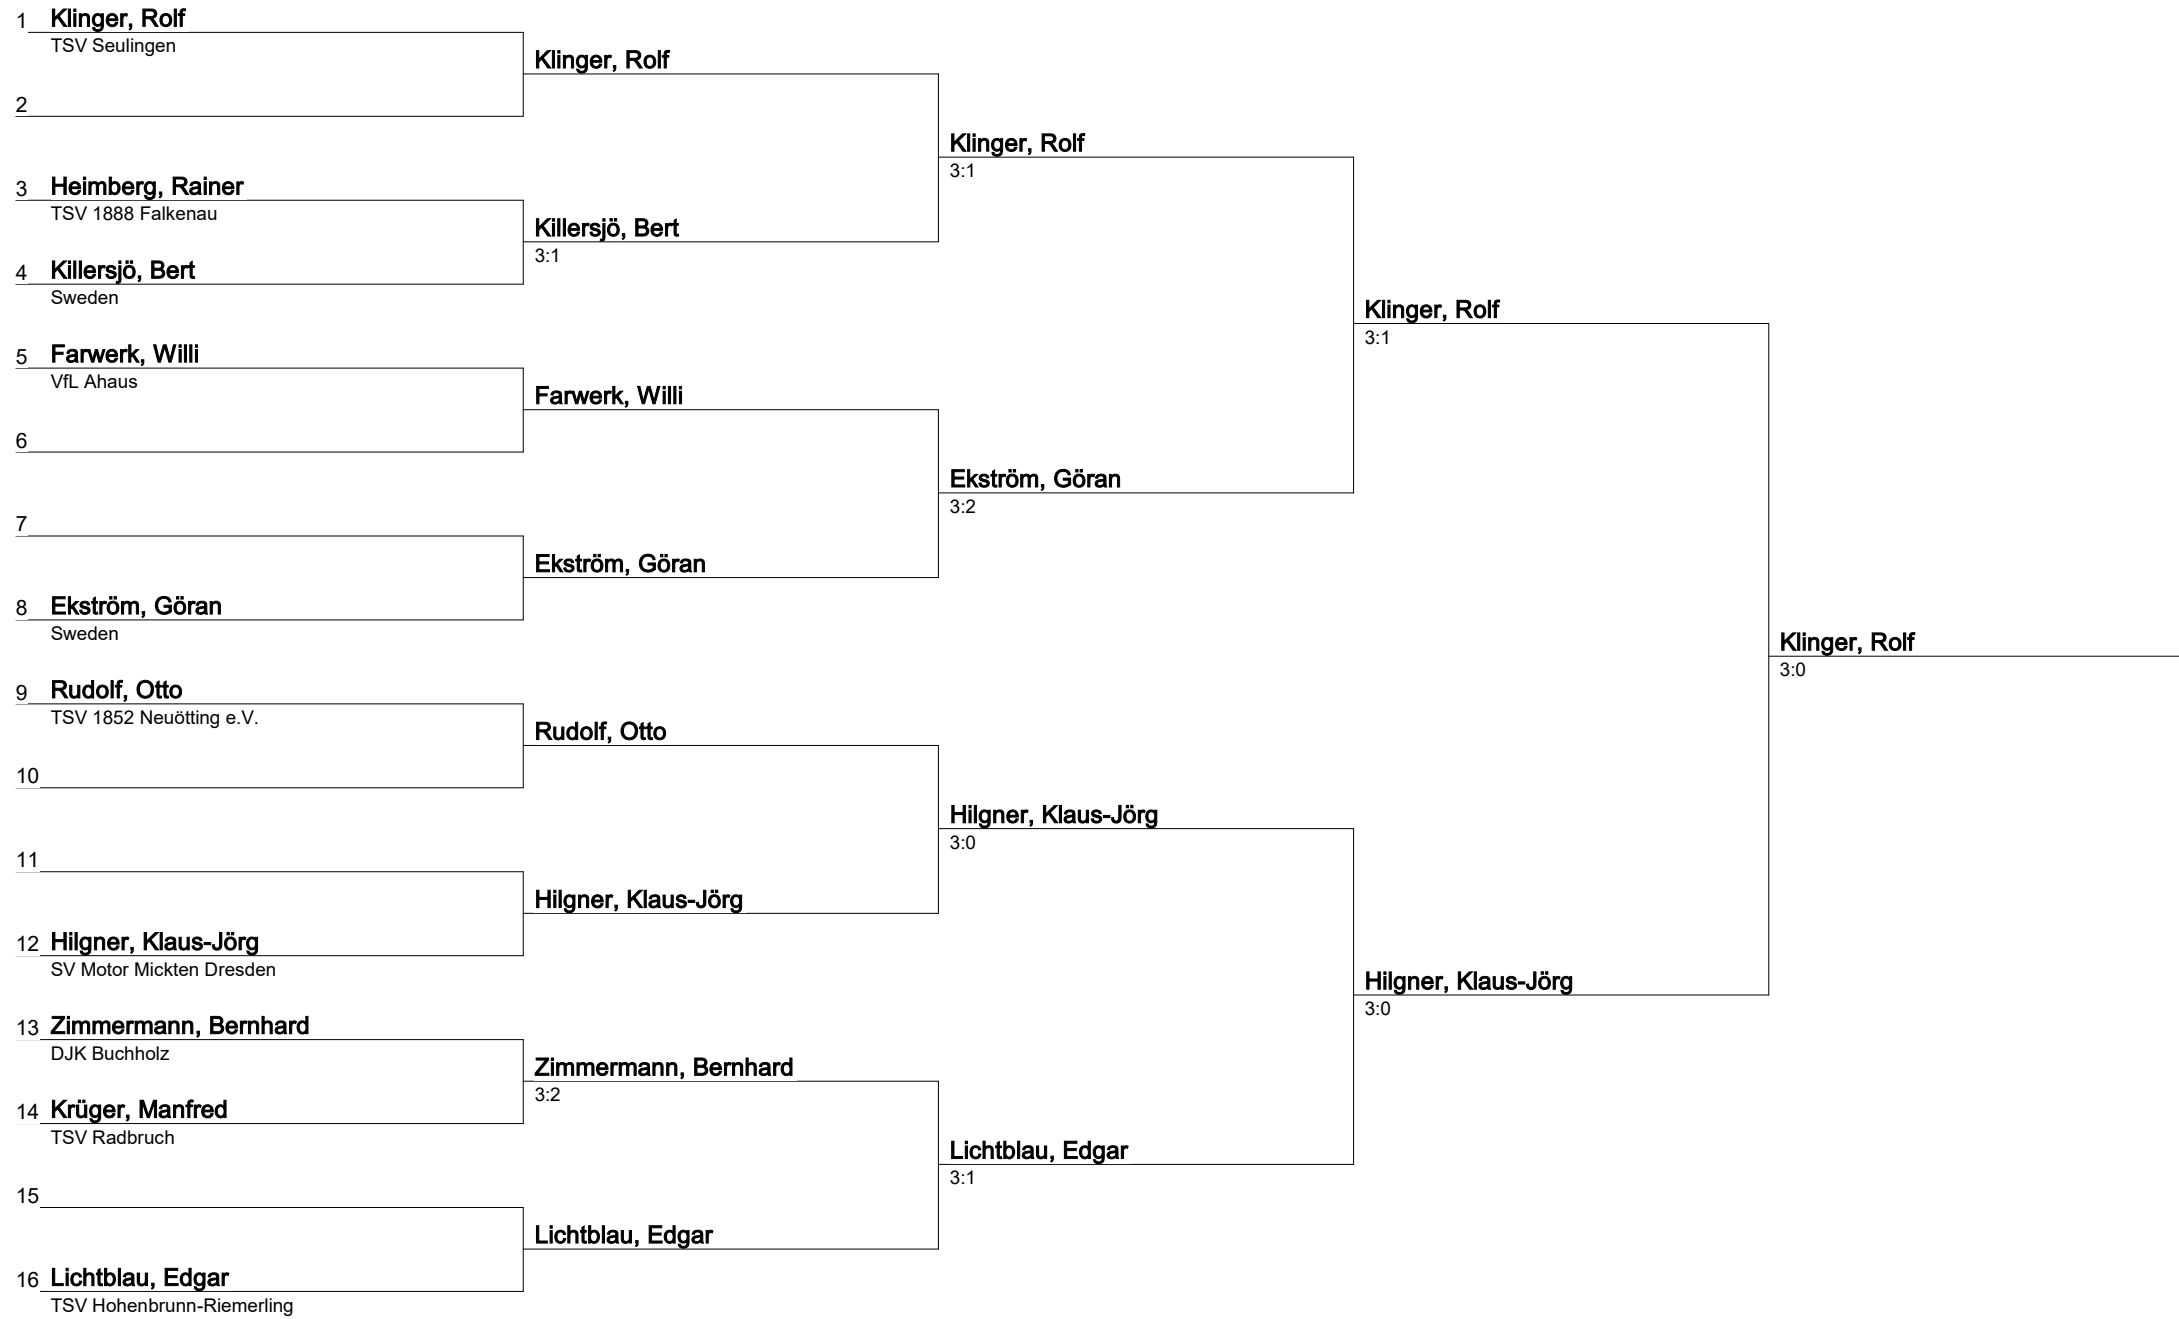 1 Klinger, Rolf
TSV Seulingen
Klinger, Rolf
2
Klinger, Rolf
3:1
3 Heimberg, Rainer
TSV 1888 Falkenau
Killersjö, Bert
3:1
4 Killersjö, Bert
Sweden
Klinger, Rolf
3:1
5 Farwerk, Willi
VfL Ahaus
Farwerk, Willi
6
Ekström, Göran
3:2
7
Ekström, Göran
8 Ekström, Göran
Sweden
Klinger, Rolf
3:0
9 Rudolf, Otto
TSV 1852 Neuötting e.V.
Rudolf, Otto
10
Hilgner, Klaus-Jörg
3:0
11
Hilgner, Klaus-Jörg
12 Hilgner, Klaus-Jörg
SV Motor Mickten Dresden
Hilgner, Klaus-Jörg
3:0
13 Zimmermann, Bernhard
DJK Buchholz
Zimmermann, Bernhard
3:2
14 Krüger, Manfred
TSV Radbruch
Lichtblau, Edgar
3:1
15
Lichtblau, Edgar
16 Lichtblau, Edgar
TSV Hohenbrunn-Riemerling